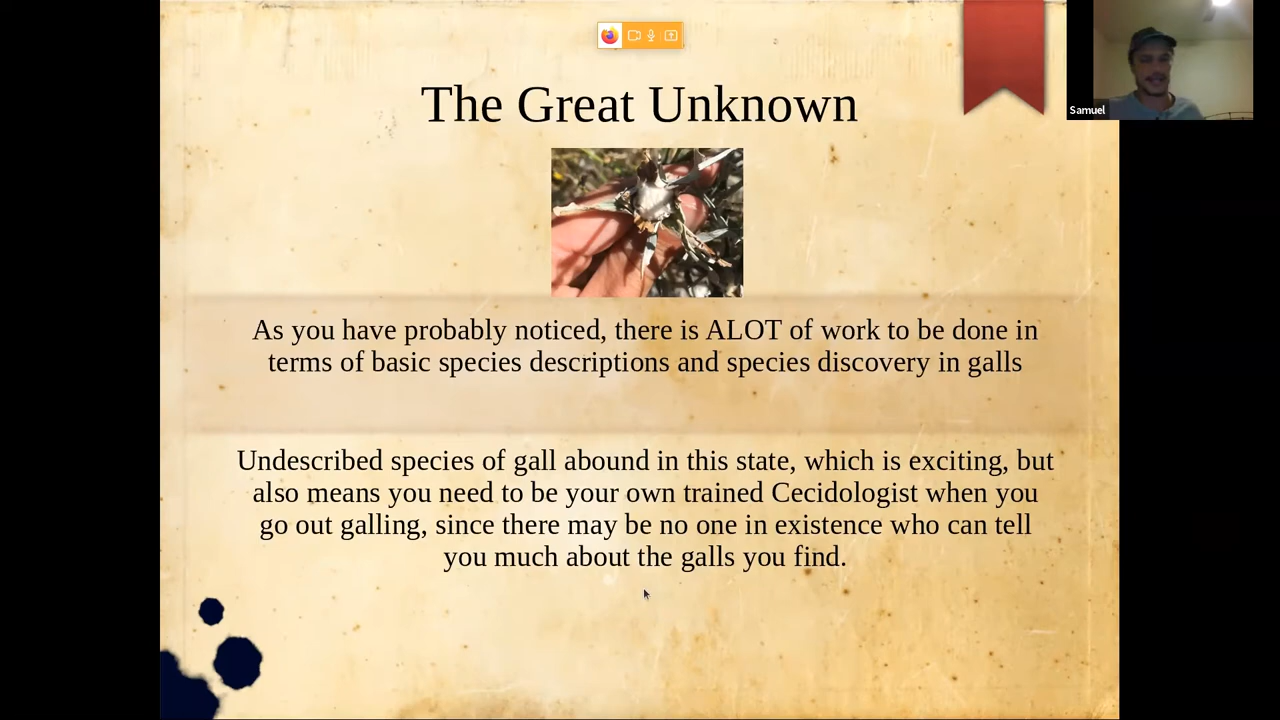 The Great Unknown
Samuel
As you have probably noticed, there is ALOT of work to be done in
terms of basic species descriptions and species discovery in galls
Undescribed species of gall abound in this state, which is exciting, but
also means you need to be your own trained Cecidologist when you
go out galling, since there may be no one in existence who can tell
you much about the galls you find.